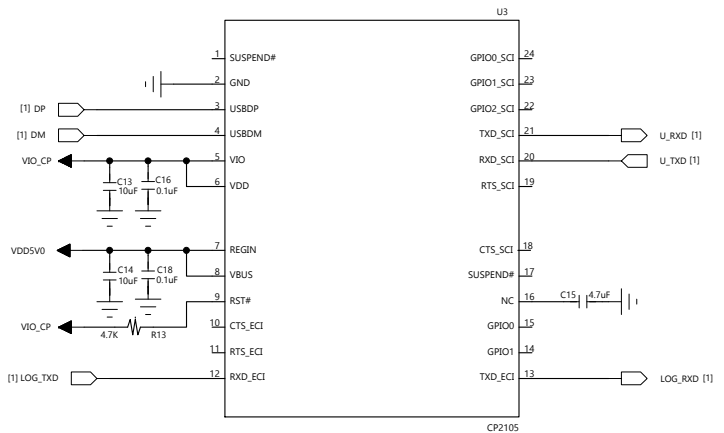 U3
1 SUSPEND# GPIO0_SCI 24
2 GND GPIO1_SCI 23
[1] DP 3 USBDP GPIO2_SCI 22
[1] DM 4 USBDM TXD_SCI 21 U_RXD [1]
VIO_CP 5 VIO RXD_SCI 20 U_TXD [1]
6 VDD RTS_SCI 19
C13 10uF C16 0.1uF
VDD5V0 7 REGIN CTS_SCI 18
8 VBUS SUSPEND# 17
C14 10uF C18 0.1uF
9 RST# NC 16 C15 4.7uF
VIO_CP 10 CTS_ECI GPIO0 15
4.7K R13
11 RTS_ECI GPIO1 14
[1] LOG_TXD 12 RXD_ECI TXD_ECI 13 LOG_RXD [1]
CP2105